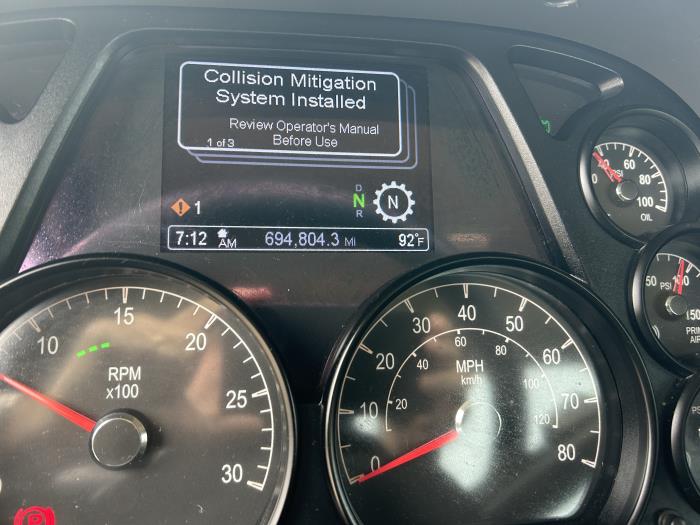 Collision Mitigation
System Installed
Review Operator's Manual
1 of 3 Before Use
1
D
N
R
N
7:12 AM 694,804.3 MI 92°F
60
80
100
OIL
50 100
PSI
150
10
15
20
25
30
RPM
x100
0
10
20
30
40
50
60
70
80
MPH
km/h
20
40
60
80
100
120